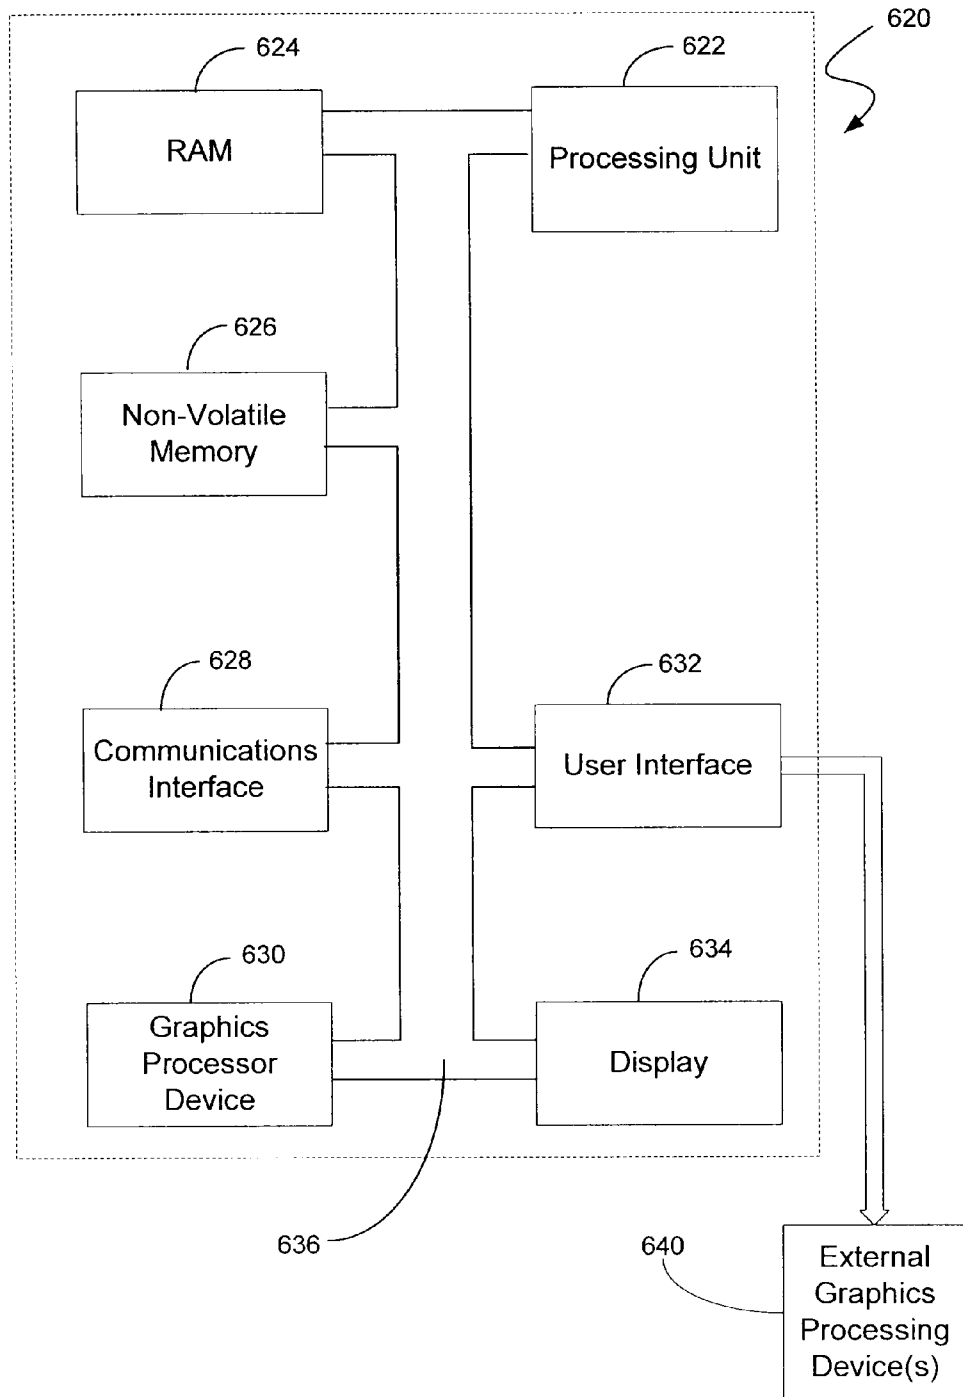 620
624
622
RAM
Processing Unit
626
Non-Volatile
Memory
628
632
Communications
Interface
User Interface
630
634
Graphics
Processor
Device
Display
636
640
External
Graphics
Processing
Device(s)